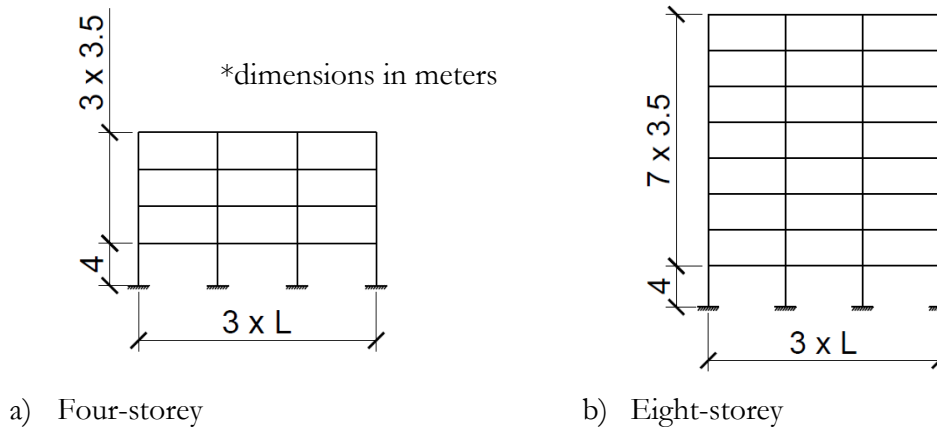 3 x 3.5
*dimensions in meters
4
3 x L
a) Four-storey
7 x 3.5
4
3 x L
b) Eight-storey